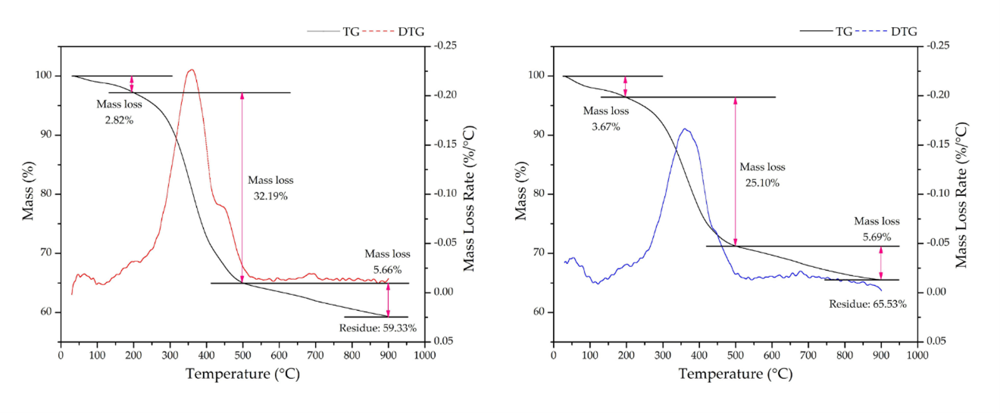 TG DTG
-0.25
100
-0.20
Mass loss
2.82%
90
-0.15
Mass (%)
Mass loss
32.19%
80
-0.10
Mass Loss Rate (%/°C)
70
-0.05
Mass loss
5.66%
0.00
60
Residue: 59.33%
0.05
0 100 200 300 400 500 600 700 800 900 1000
Temperature (°C)
TG DTG
-0.25
100
-0.20
Mass loss
3.67%
90
-0.15
Mass (%)
Mass loss
25.10%
80
-0.10
Mass Loss Rate (%/°C)
Mass loss
5.69%
70
-0.05
0.00
Residue: 65.53%
60
0.05
0 100 200 300 400 500 600 700 800 900 1000
Temperature (°C)